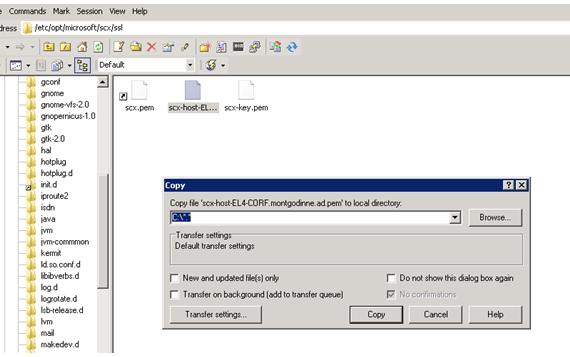 Commands Mark Session View Help
dress /etc/opt/microsoft/scx/ssl
Default
gconf
gnome
gnome-vfs-2.0
gnopernicus-1.0
gtk
gtk-2.0
hal
hotplug
hotplug.d
init.d
iproute2
isdn
java
jvm
jvm-commmon
kermit
ld.so.conf.d
libibverbs.d
log.d
logrotate.d
lsb-release.d
lvm
mail
makedev.d
scx.pem
scx-host-EL...
scx-key.pem
Copy
Copy file 'scx-host-EL4-CORF.montgodinne.ad.pem' to local directory:
C:\*.*
Browse...
Transfer settings
Default transfer settings
New and updated file(s) only
Do not show this dialog box again
Transfer on background (add to transfer queue)
No confirmations
Transfer settings...
Copy
Cancel
Help